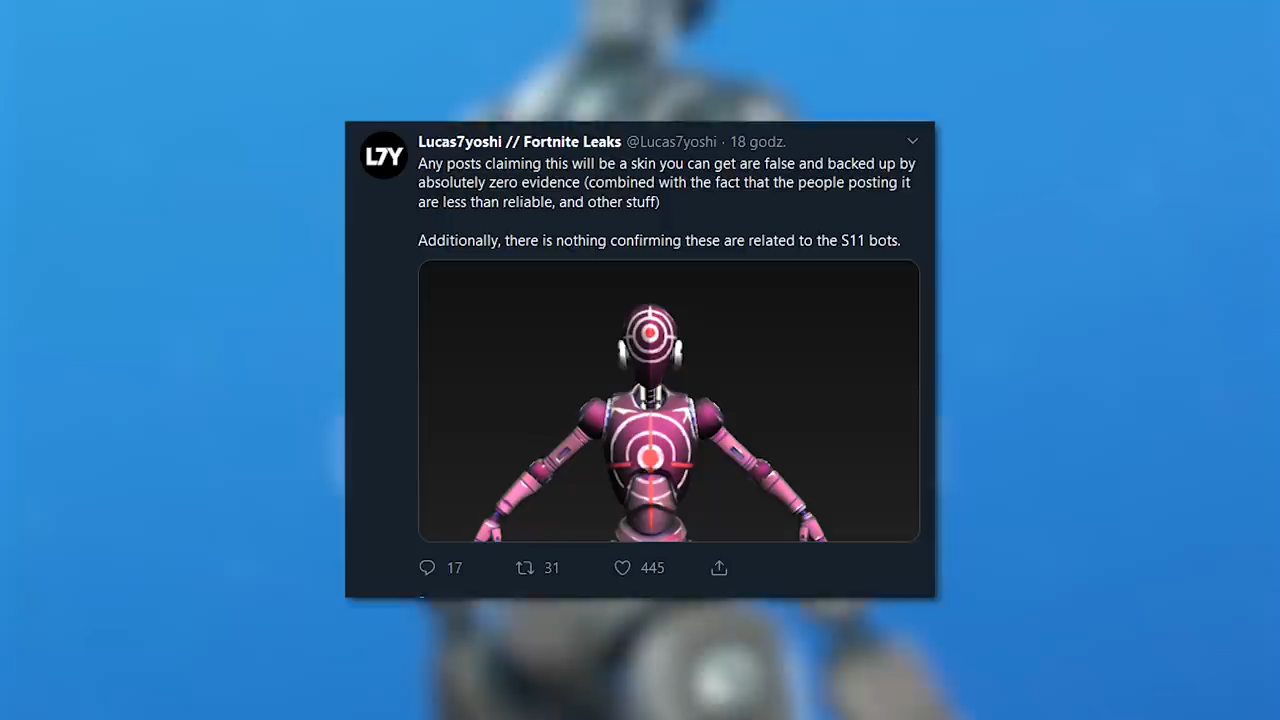 L7Y
Lucas7yoshi // Fortnite Leaks @Lucas7yoshi · 18 godz.
Any posts claiming this will be a skin you can get are false and backed up by
absolutely zero evidence (combined with the fact that the people posting it
are less than reliable, and other stuff)
Additionally, there is nothing confirming these are related to the S11 bots.
17 31 445